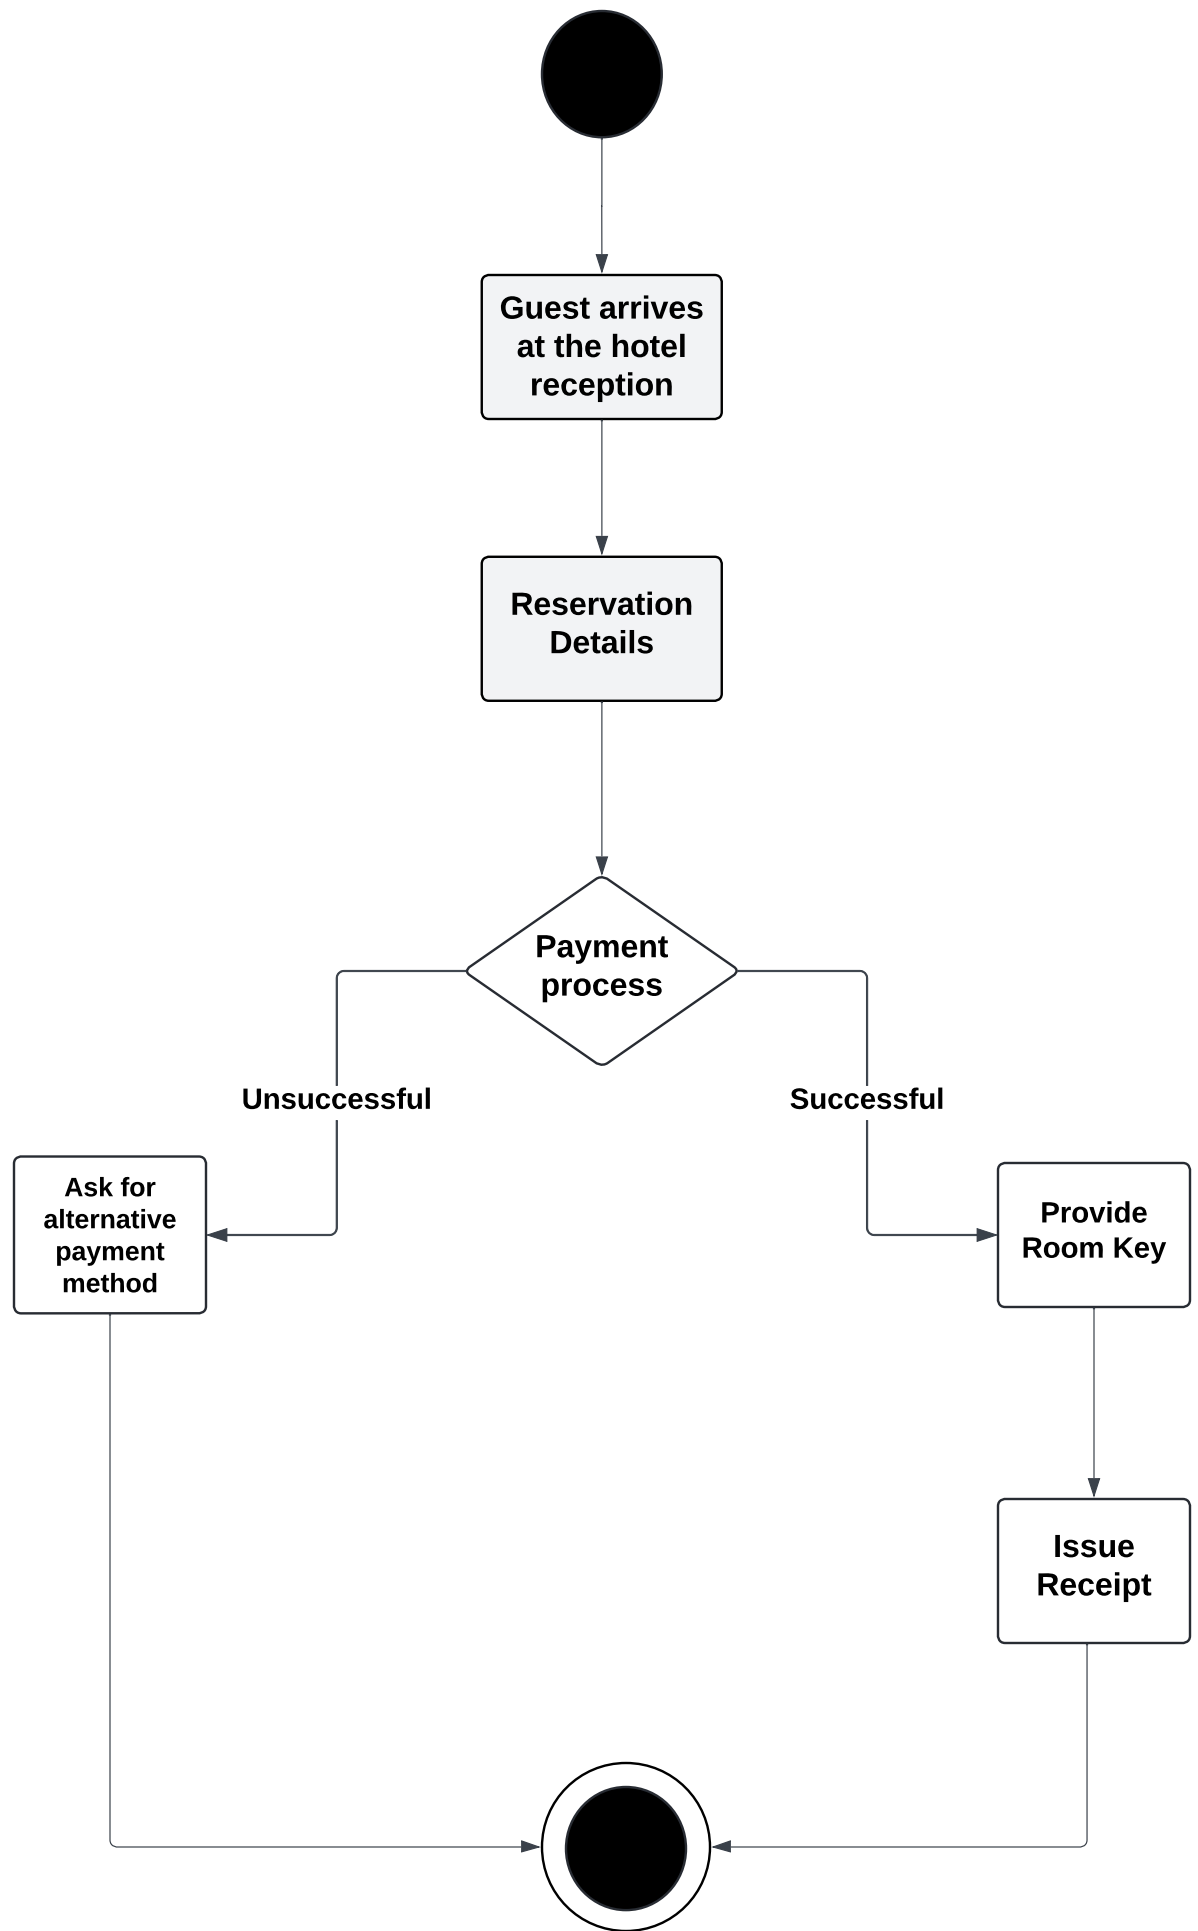 Guest arrives
at the hotel
reception
Reservation
Details
Payment
process
Unsuccessful
Successful
Ask for
alternative
payment
method
Provide
Room Key
Issue
Receipt